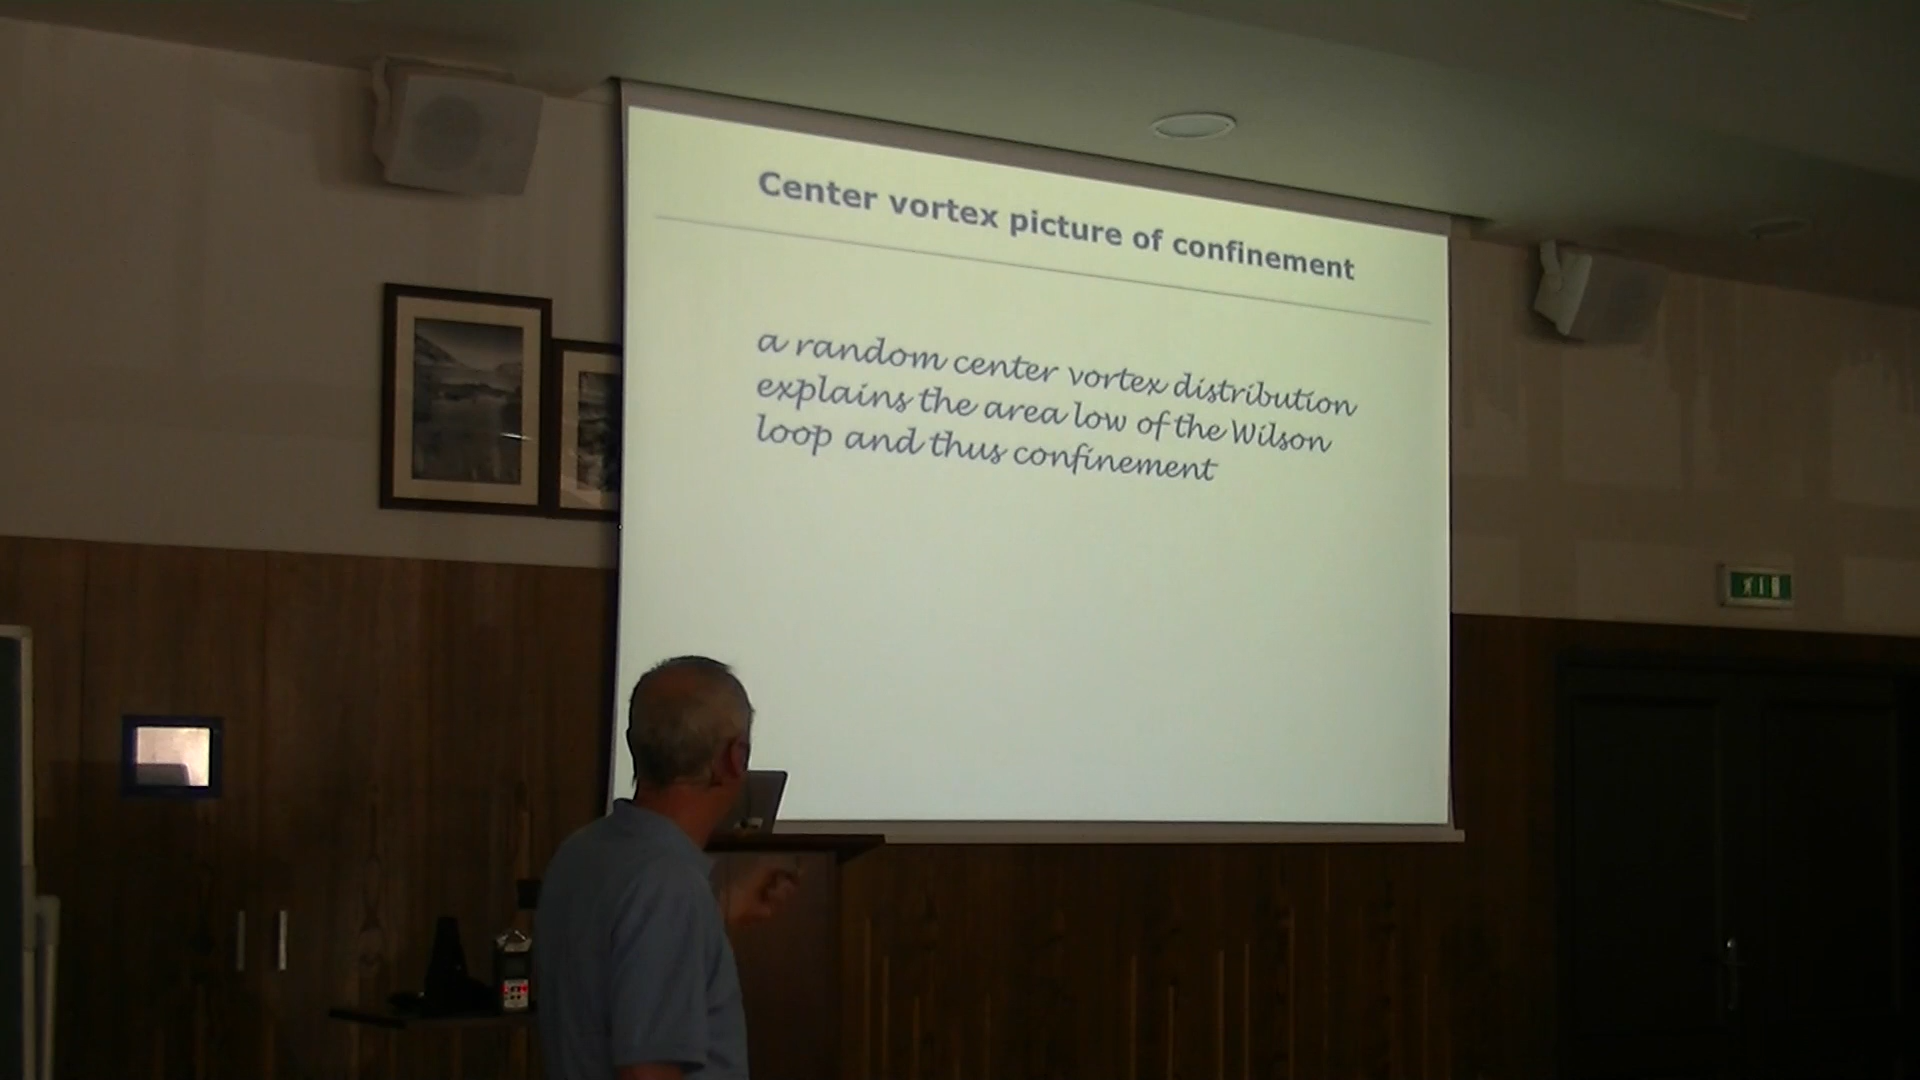 Center vortex picture of confinement
a random center vortex distribution
explains the area low of the Wilson
loop and thus confinement